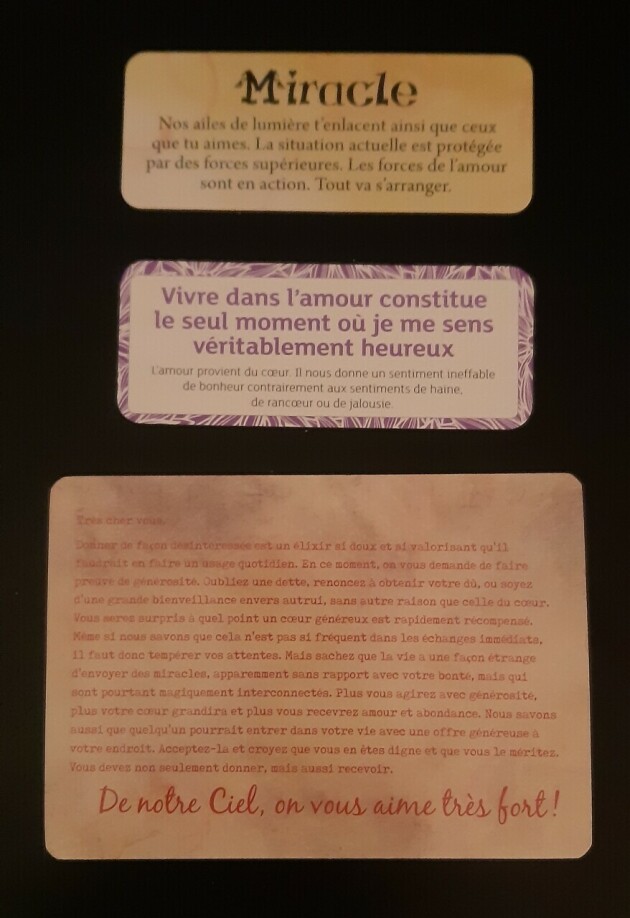 Miracle
Nos ailes de lumière t'enlacent ainsi que ceux
que tu aimes. La situation actuelle est protégée
par des forces supérieures. Les forces de l'amour
sont en action. Tout va s'arranger.
Vivre dans l'amour constitue
le seul moment où je me sens
véritablement heureux
L'amour provient du cœur. Il nous donne un sentiment ineffable
de bonheur contrairement aux sentiments de haine,
de rancœur ou de jalousie.
Très cher vous,
Donner de façon désintéressée est un élixir si doux et si valorisant qu'il
faudrait en faire un usage quotidien. En ce moment, on vous demande de faire
preuve de générosité. Oubliez une dette, renoncez à obtenir votre dû, ou soyez
d'une grande bienveillance envers autrui, sans autre raison que celle du cœur.
Vous serez surpris à quel point un cœur généreux est rapidement récompensé.
Même si nous savons que cela n'est pas si fréquent dans les échanges immédiats,
il faut donc tempérer vos attentes. Mais sachez que la vie a une façon étrange
d'envoyer des miracles, apparemment sans rapport avec votre bonté, mais qui
sont pourtant magiquement interconnectés. Plus vous agirez avec générosité,
plus votre cœur grandira et plus vous recevrez amour et abondance. Nous savons
aussi que quelqu'un pourrait entrer dans votre vie avec une offre généreuse à
votre endroit. Acceptez-la et croyez que vous en êtes digne et que vous le méritez.
Vous devez non seulement donner, mais aussi recevoir.
De notre Ciel, on vous aime très fort!